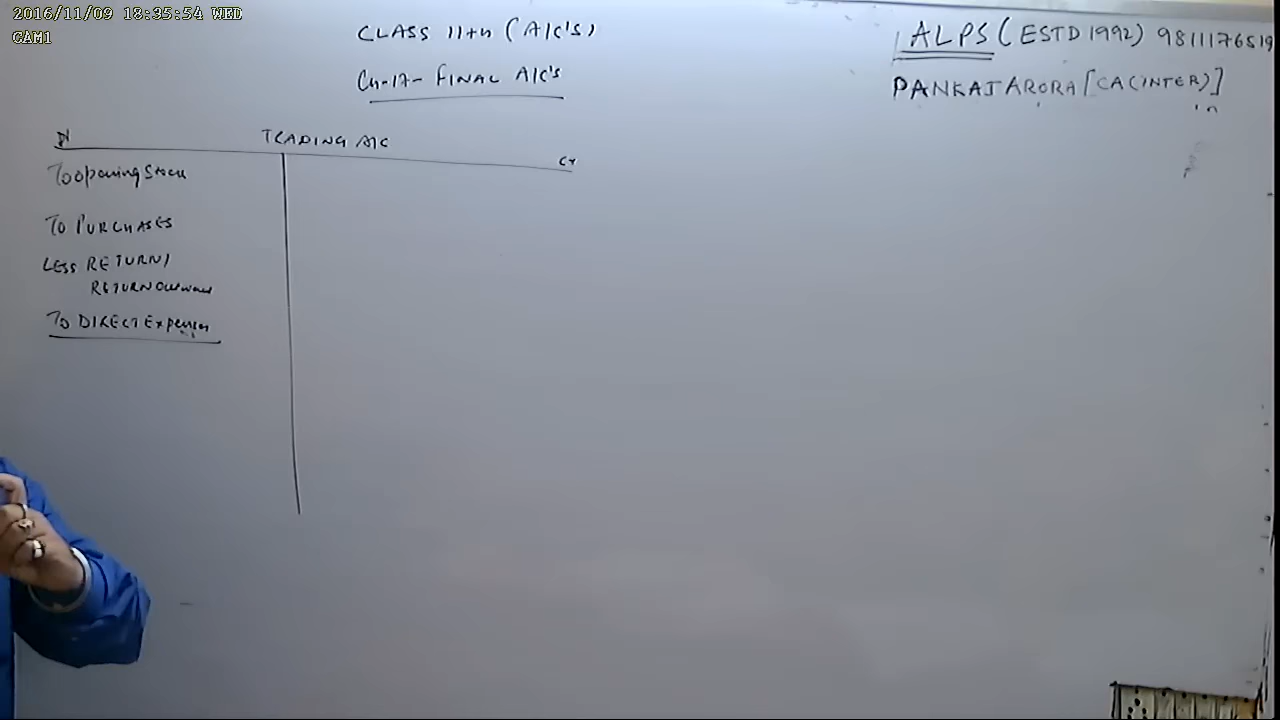 2016/11/09 18:35:54 WED
CAM1
CLASS 11th (A/C'S)
Ch-17- FINAL A/C's
ALPS (ESTD 1992) 9811176519
PANKAJ ARORA [CA(INTER)]
Dr TRADING A/C Cr
To opening Stock
To PURCHASES
LESS RETURN/
RETURN Outward
To DIRECT Expenses